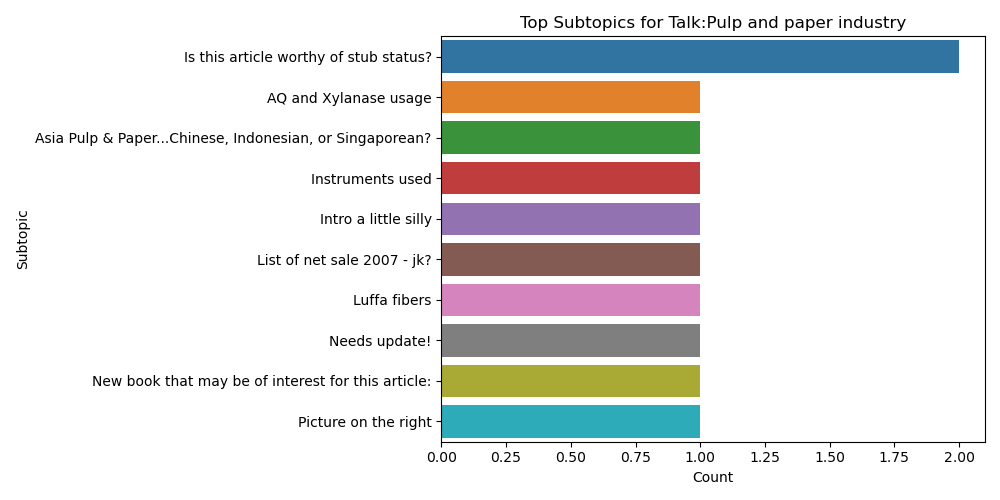 Top Subtopics for Talk:Pulp and paper industry
Is this article worthy of stub status?
AQ and Xylanase usage
Asia Pulp & Paper...Chinese, Indonesian, or Singaporean?
Instruments used
Intro a little silly
List of net sale 2007 - jk?
Luffa fibers
Needs update!
New book that may be of interest for this article:
Picture on the right
Subtopic
0.00 0.25 0.50 0.75 1.00 1.25 1.50 1.75 2.00
Count